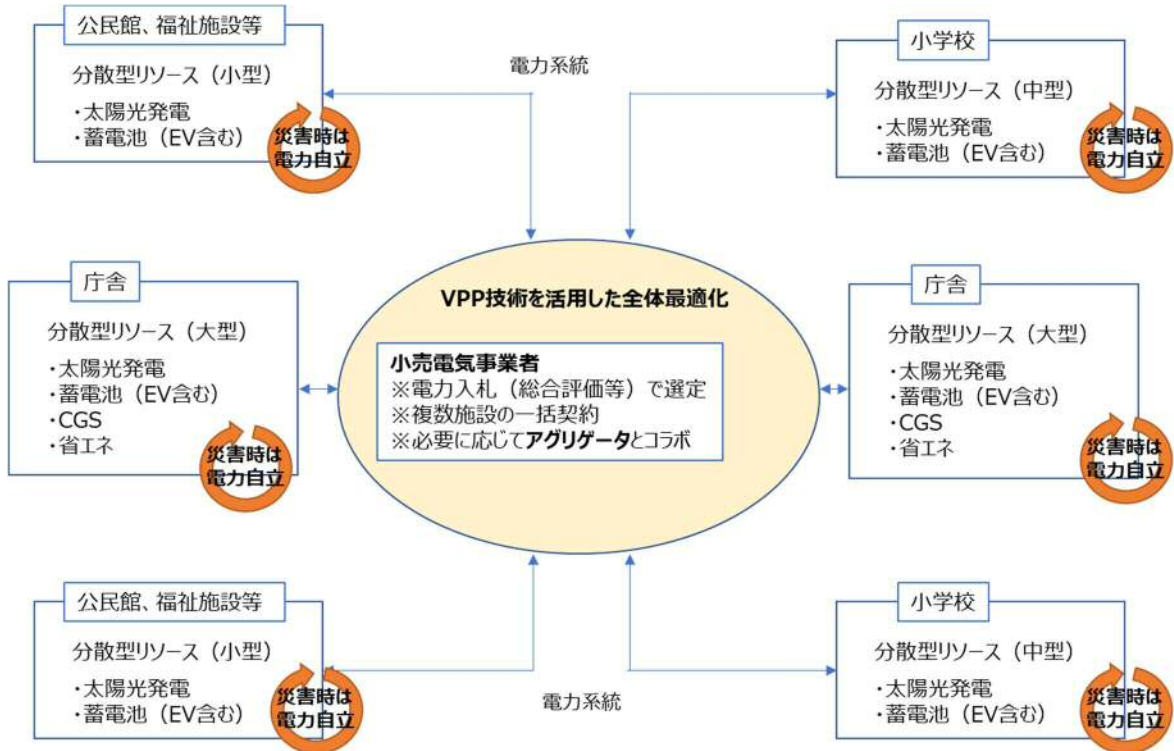 公民館、福祉施設等
分散型リソース（小型）
・太陽光発電
・蓄電池（EV含む）
災害時は
電力自立
電力系統
小学校
分散型リソース（中型）
・太陽光発電
・蓄電池（EV含む）
災害時は
電力自立
庁舎
分散型リソース（大型）
・太陽光発電
・蓄電池（EV含む）
・CGS
・省エネ
災害時は
電力自立
VPP技術を活用した全体最適化
小売電気事業者
※電力入札（総合評価等）で選定
※複数施設の一括契約
※必要に応じてアグリゲータとコラボ
庁舎
分散型リソース（大型）
・太陽光発電
・蓄電池（EV含む）
・CGS
・省エネ
災害時は
電力自立
公民館、福祉施設等
分散型リソース（小型）
・太陽光発電
・蓄電池（EV含む）
災害時は
電力自立
電力系統
小学校
分散型リソース（中型）
・太陽光発電
・蓄電池（EV含む）
災害時は
電力自立